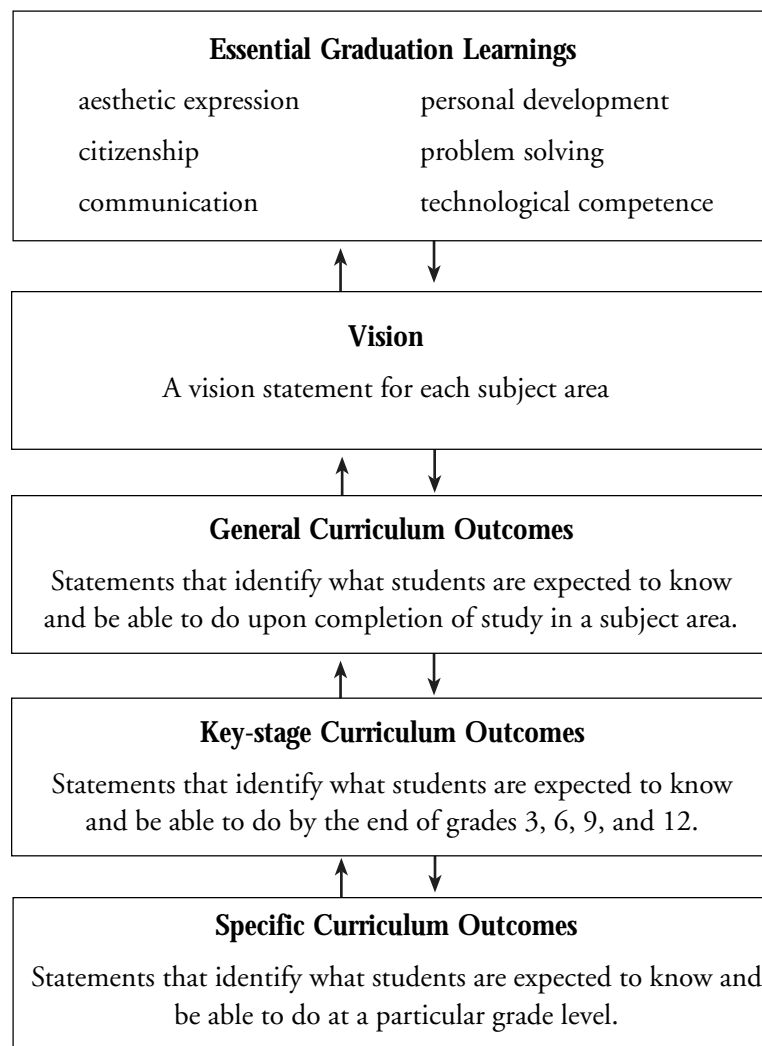 Essential Graduation Learnings
aesthetic expression personal development
citizenship problem solving
communication technological competence
Vision
A vision statement for each subject area
General Curriculum Outcomes
Statements that identify what students are expected to know
and be able to do upon completion of study in a subject area.
Key-stage Curriculum Outcomes
Statements that identify what students are expected to know
and be able to do by the end of grades 3, 6, 9, and 12.
Specific Curriculum Outcomes
Statements that identify what students are expected to know and
be able to do at a particular grade level.